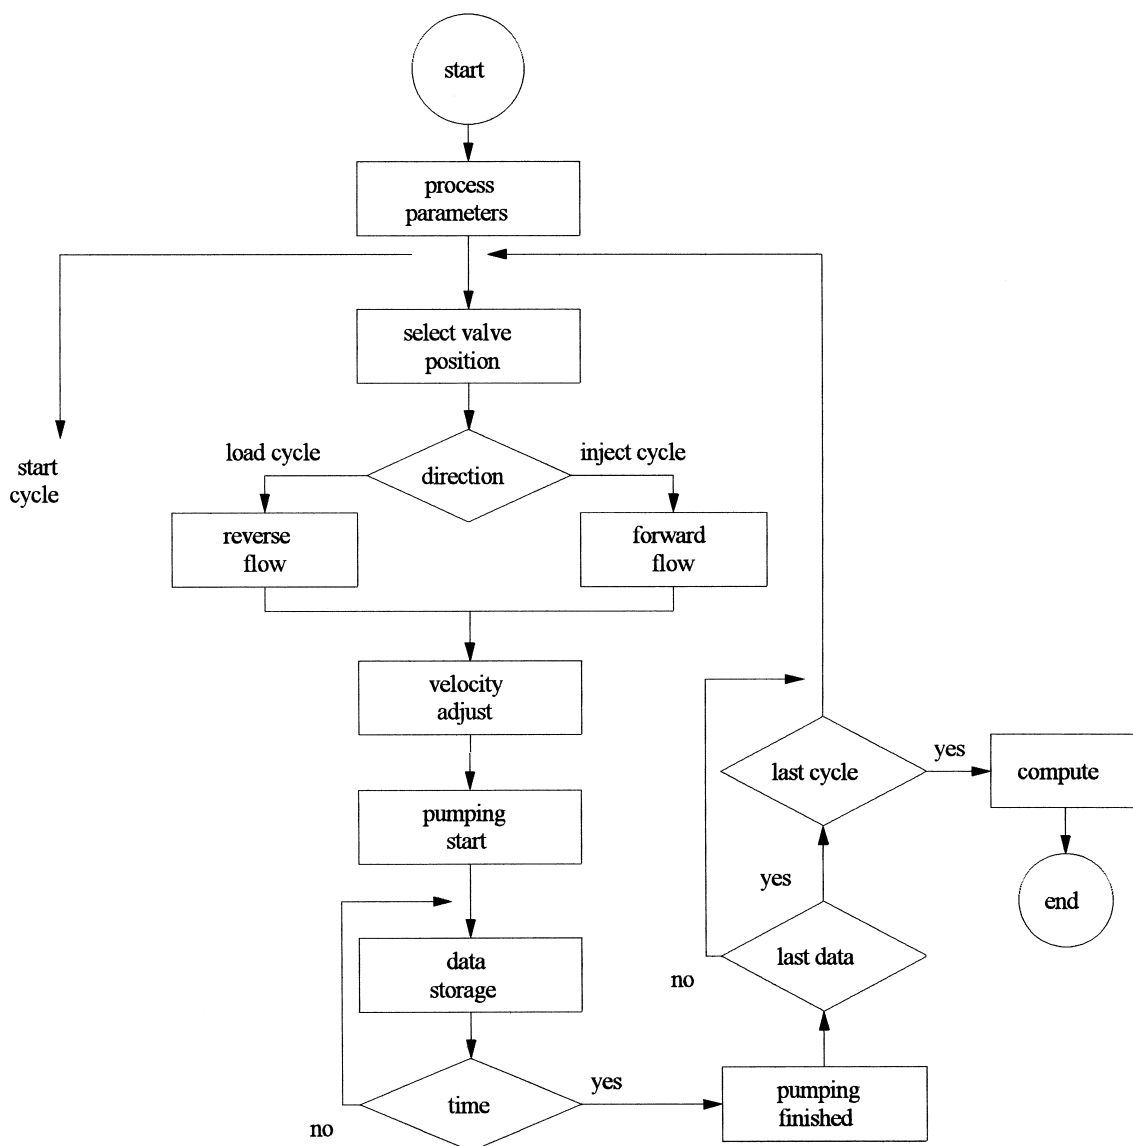 start
process
parameters
select valve
position
load cycle
inject cycle
direction
start
cycle
reverse
flow
forward
flow
velocity
adjust
yes
last cycle
compute
pumping
start
yes
end
last data
data
storage
no
yes
time
pumping
finished
no